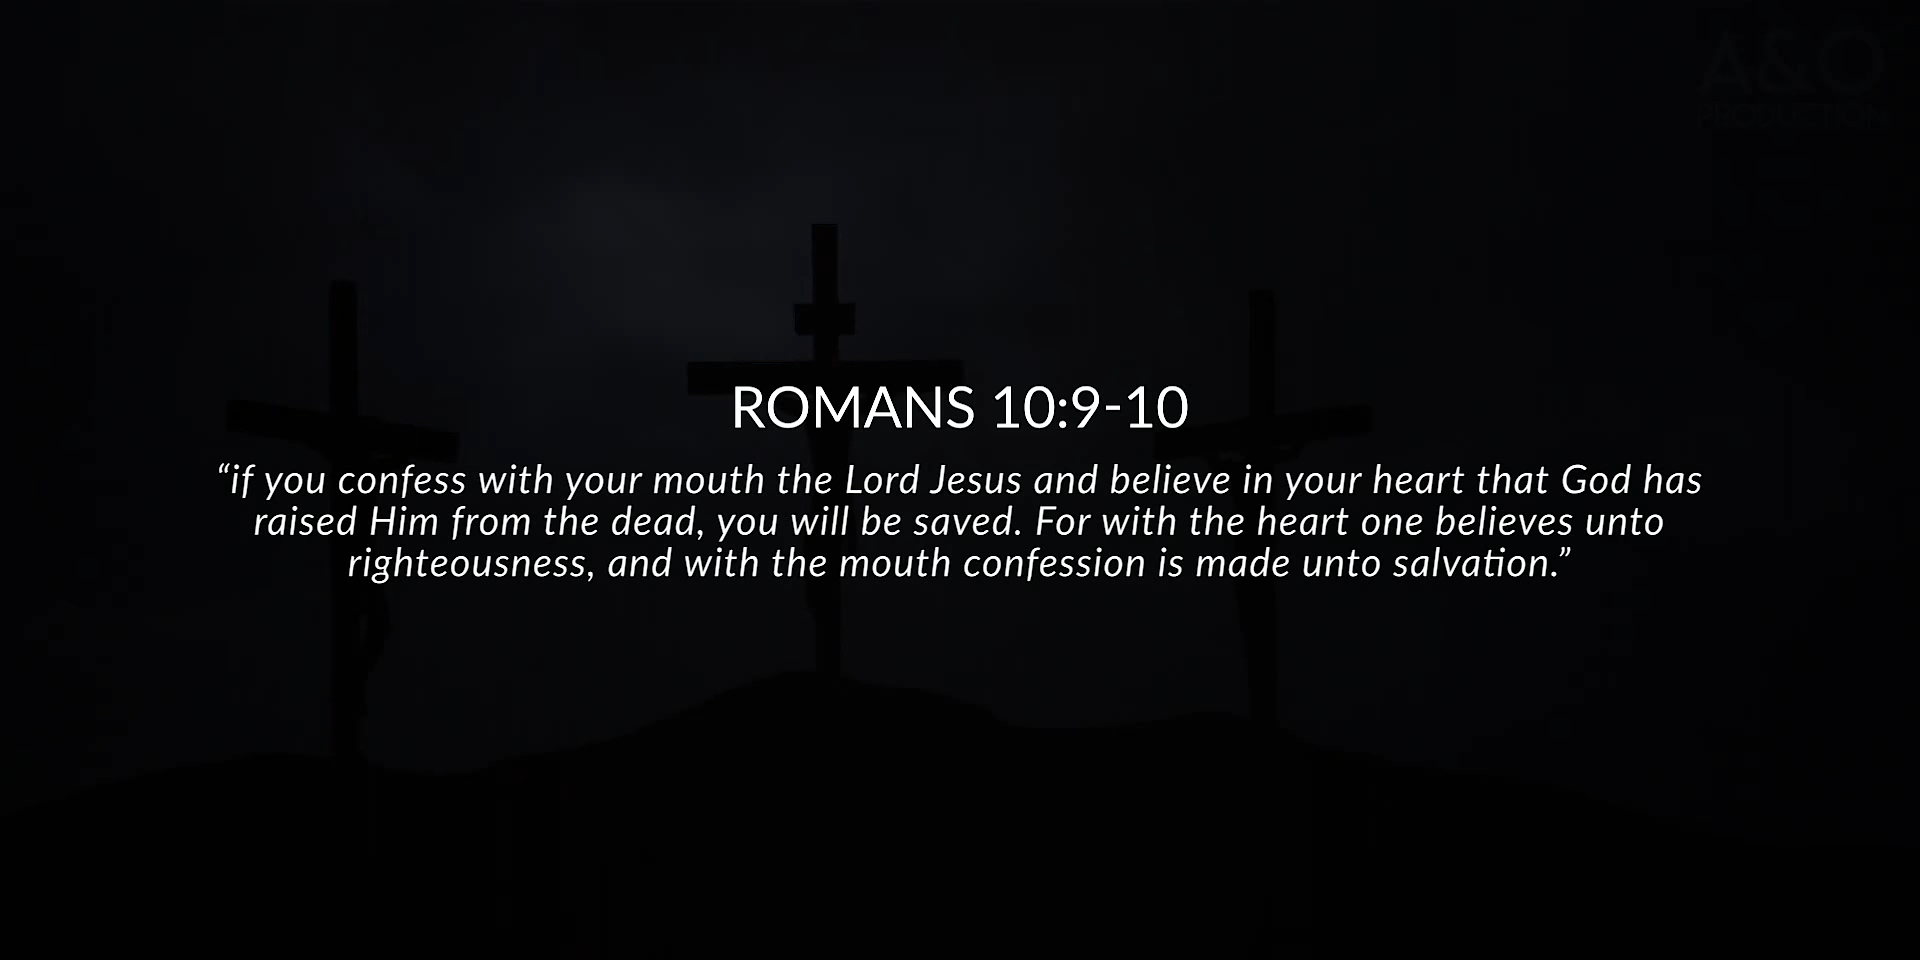 A&O
PRODUCTION
ROMANS 10:9-10
“if you confess with your mouth the Lord Jesus and believe in your heart that God has
raised Him from the dead, you will be saved. For with the heart one believes unto
righteousness, and with the mouth confession is made unto salvation.”